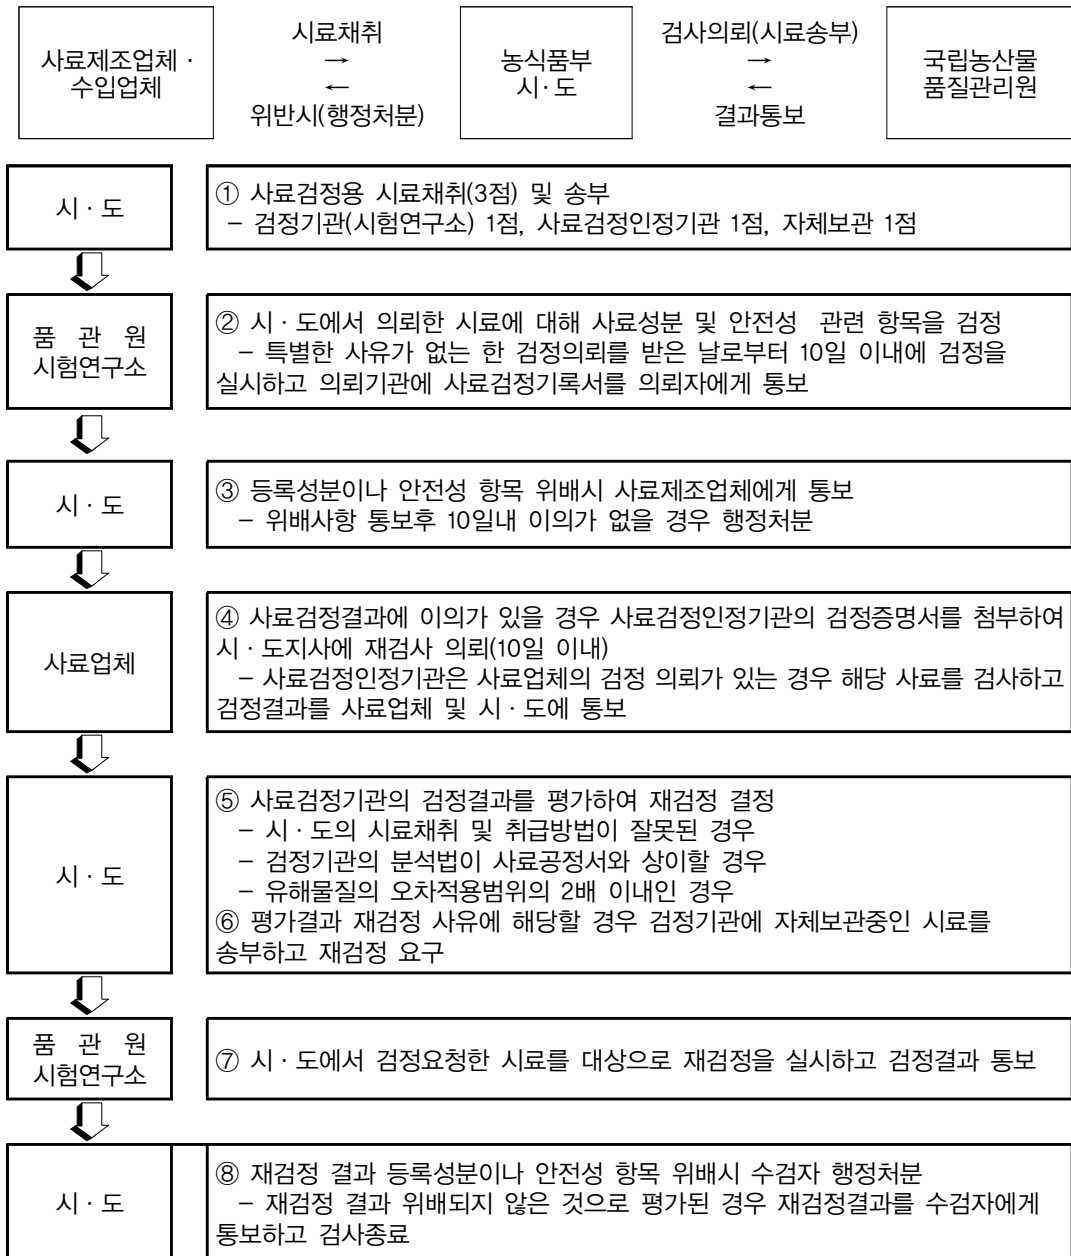 사료제조업체 ·
수입업체
시료채취
→
←
위반시(행정처분)
농식품부
시·도
검사의뢰(시료송부)
→
←
결과통보
국립농산물
품질관리원
시 · 도
① 사료검정용 시료채취(3점) 및 송부
– 검정기관(시험연구소) 1점, 사료검정인정기관 1점, 자체보관 1점
품 관 원
시험연구소
② 시 · 도에서 의뢰한 시료에 대해 사료성분 및 안전성 관련 항목을 검정
– 특별한 사유가 없는 한 검정의뢰를 받은 날로부터 10일 이내에 검정을
실시하고 의뢰기관에 사료검정기록서를 의뢰자에게 통보
시 · 도
③ 등록성분이나 안전성 항목 위배시 사료제조업체에게 통보
– 위배사항 통보후 10일내 이의가 없을 경우 행정처분
사료업체
④ 사료검정결과에 이의가 있을 경우 사료검정인정기관의 검정증명서를 첨부하여
시 · 도지사에 재검사 의뢰(10일 이내)
– 사료검정인정기관은 사료업체의 검정 의뢰가 있는 경우 해당 사료를 검사하고
검정결과를 사료업체 및 시 · 도에 통보
시 · 도
⑤ 사료검정기관의 검정결과를 평가하여 재검정 결정
– 시 · 도의 시료채취 및 취급방법이 잘못된 경우
– 검정기관의 분석법이 사료공정서와 상이할 경우
– 유해물질의 오차적용범위의 2배 이내인 경우
⑥ 평가결과 재검정 사유에 해당할 경우 검정기관에 자체보관중인 시료를
송부하고 재검정 요구
품 관 원
시험연구소
⑦ 시 · 도에서 검정요청한 시료를 대상으로 재검정을 실시하고 검정결과 통보
시 · 도
⑧ 재검정 결과 등록성분이나 안전성 항목 위배시 수검자 행정처분
– 재검정 결과 위배되지 않은 것으로 평가된 경우 재검정결과를 수검자에게
통보하고 검사종료